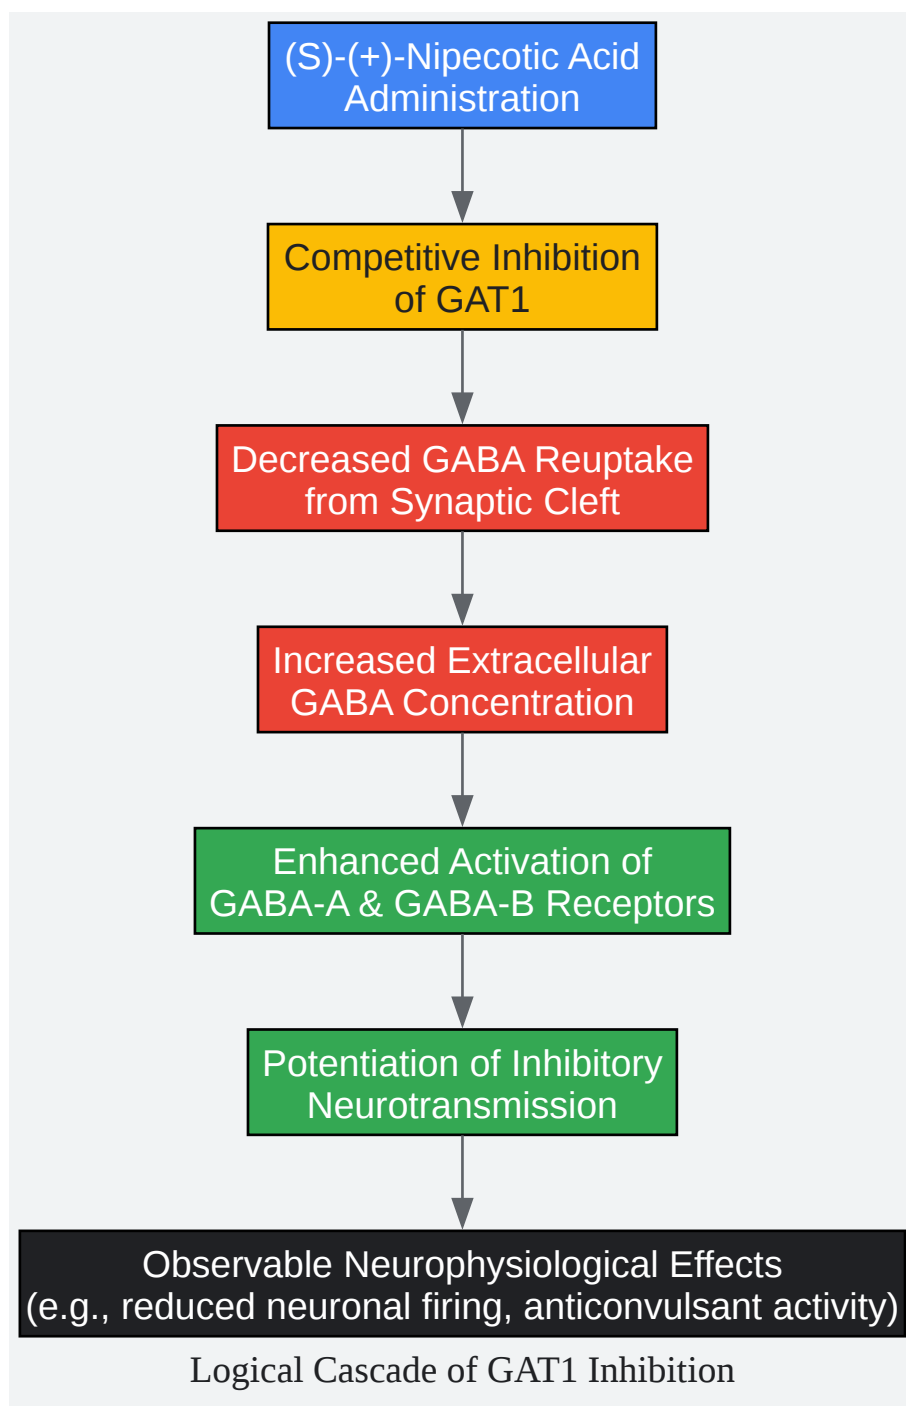 (S)-(+)-Nipecotic Acid
Administration
Competitive Inhibition
of GAT1
Decreased GABA Reuptake
from Synaptic Cleft
Increased Extracellular
GABA Concentration
Enhanced Activation of
GABA-A & GABA-B Receptors
Potentiation of Inhibitory
Neurotransmission
Observable Neurophysiological Effects
(e.g., reduced neuronal firing, anticonvulsant activity)
Logical Cascade of GAT1 Inhibition